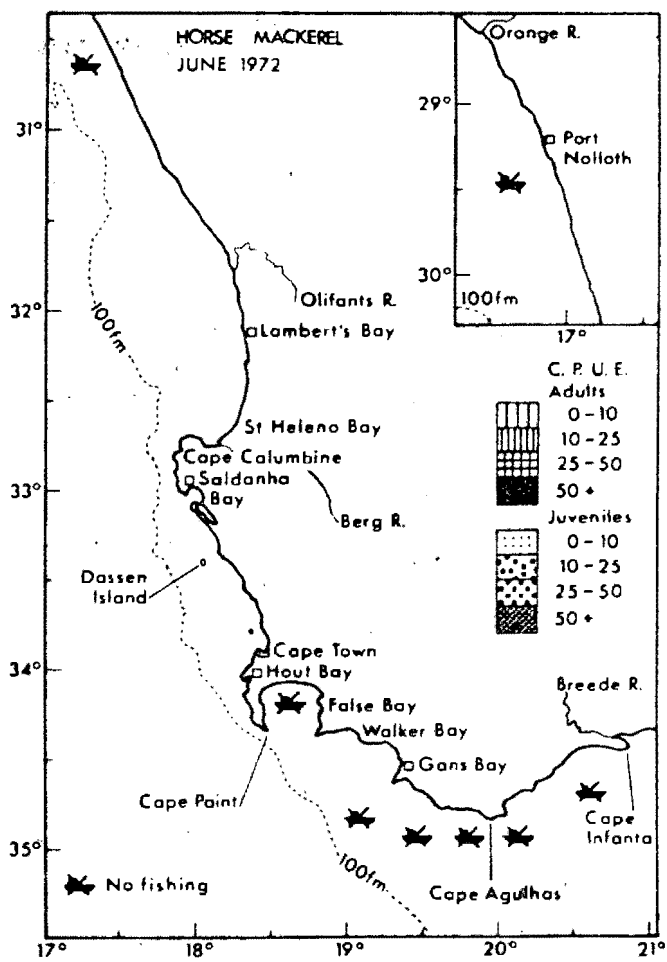 HORSE MACKEREL
JUNE 1972
Orange R.
29°
Port
Nolloth
30°
100fm
17°
31°
Olifants R.
32°
Lambert's Bay
100fm
C. P. U. E.
Adults
0-10
10-25
25-50
50+
Juveniles
0-10
10-25
25-50
50+
St Heleno Bay
Cape Calumbine
Saldanha
Bay
33°
Berg R.
Dassen
Island
Cape Town
34°
Hout Bay
Breede R.
False Bay
Walker Bay
Gans Bay
Cape Paint
Cape
Infanta
35°
100fm
No fishing
Cape Agulhas
17°
18°
19°
20°
21°